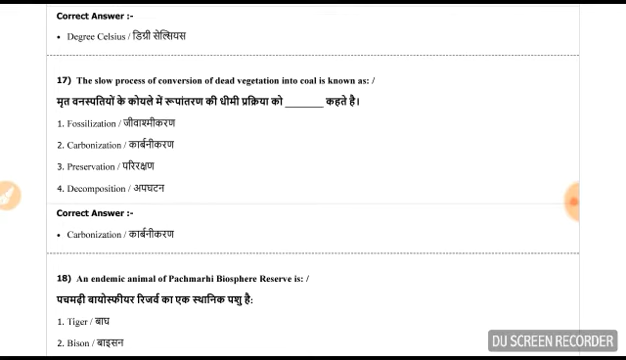 Correct Answer :-
• Degree Celsius / डिग्री सेल्सियस
17) The slow process of conversion of dead vegetation into coal is known as: /
मृत वनस्पतियों के कोयले में रूपांतरण की धीमी प्रक्रिया को ________ कहते है।
1. Fossilization / जीवाश्मीकरण
2. Carbonization / कार्बनीकरण
3. Preservation / परिरक्षण
4. Decomposition / अपघटन
Correct Answer :-
• Carbonization / कार्बनीकरण
18) An endemic animal of Pachmarhi Biosphere Reserve is: /
पचमढ़ी बायोस्फीयर रिजर्व का एक स्थानिक पशु है:
1. Tiger / बाघ
2. Bison / बाइसन
DU SCREEN RECORDER